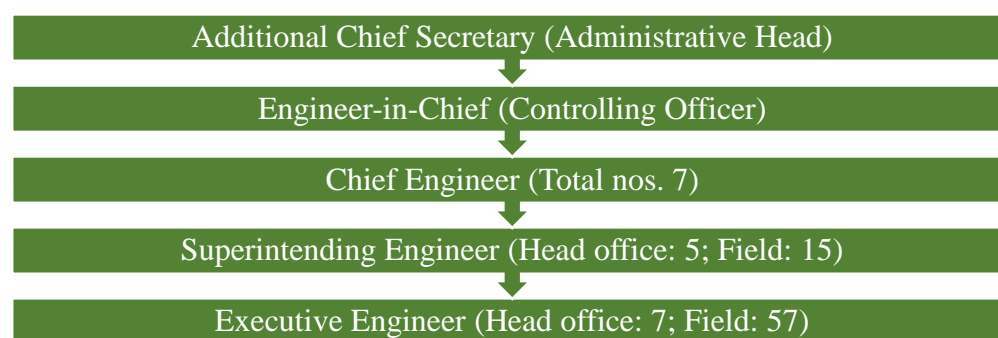 Additional Chief Secretary (Administrative Head)
Engineer-in-Chief (Controlling Officer)
Chief Engineer (Total nos. 7)
Superintending Engineer (Head office: 5; Field: 15)
Executive Engineer (Head office: 7; Field: 57)